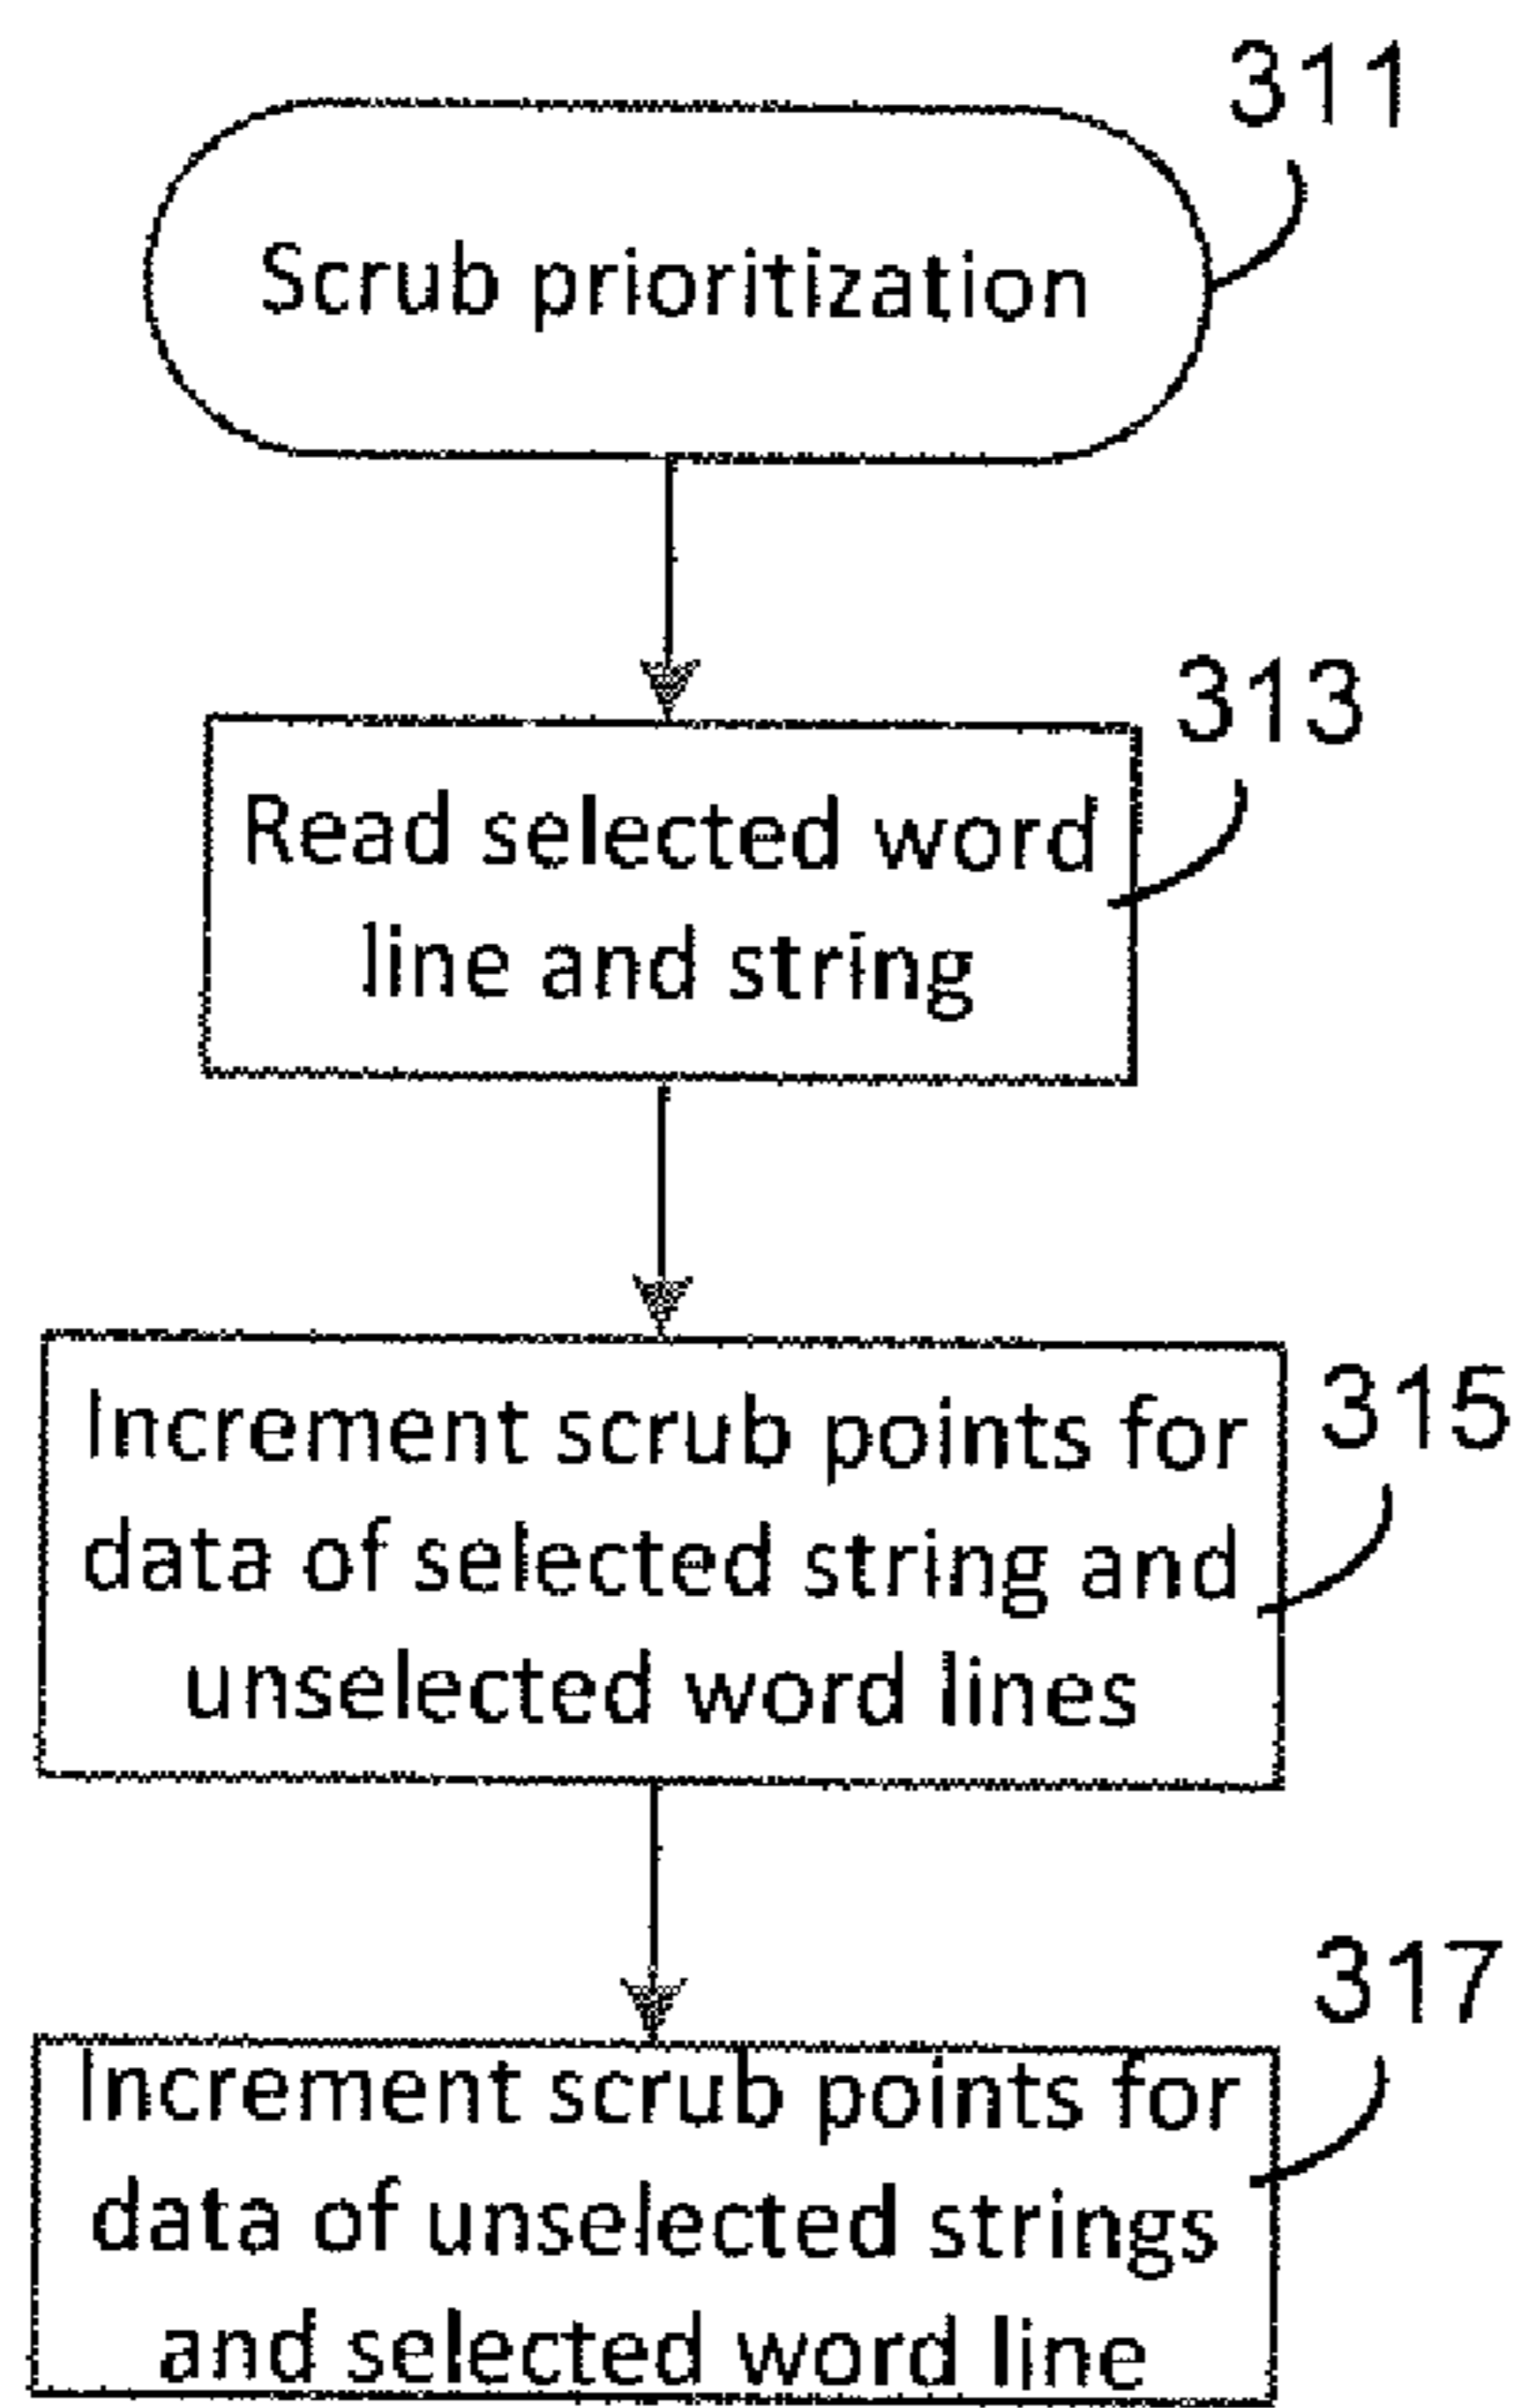 311
Scrub prioritization
313
Read selected word
line and string
315
Increment scrub points for
data of selected string and
unselected word lines
317
Increment scrub points for
data of unselected strings
and selected word line